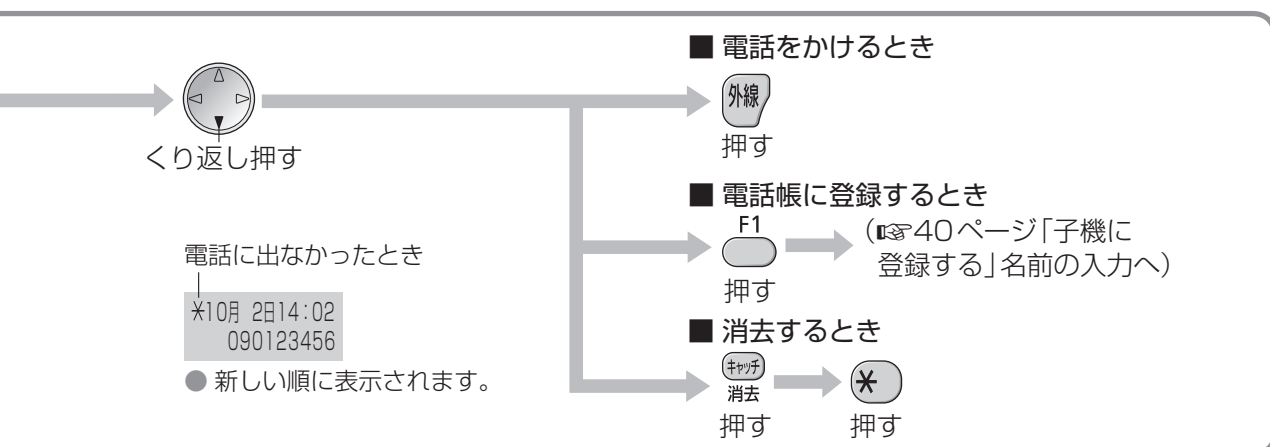 くり返し押す
電話に出なかったとき
*10月 2日14:02
090123456
● 新しい順に表示されます。
■ 電話をかけるとき
外線
押す
■ 電話帳に登録するとき
F1
(☞40ページ「子機に
登録する」名前の入力へ)
押す
■ 消去するとき
キャッチ
消去
*
押す
押す